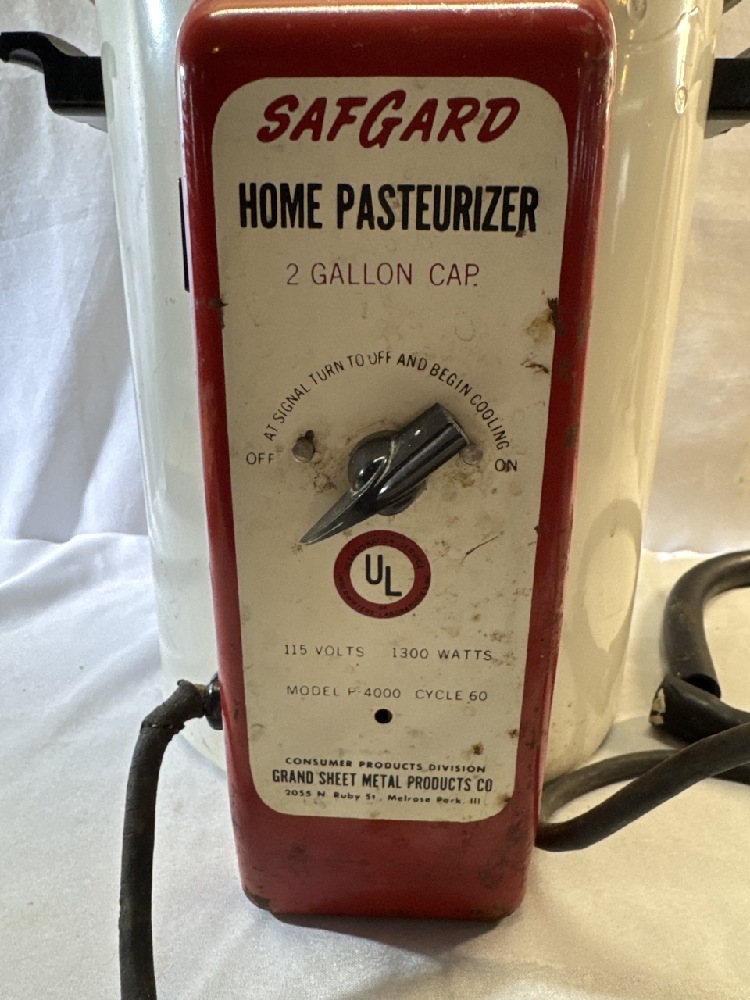 SAFGARD
HOME PASTEURIZER
2 GALLON CAP.
AT SIGNAL TURN TO OFF AND BEGIN COOLING
OFF
ON
UL
115 VOLTS 1300 WATTS
MODEL P-4000 CYCLE 60
CONSUMER PRODUCTS DIVISION
GRAND SHEET METAL PRODUCTS CO
2055 N. Ruby St., Melrose Park, Ill